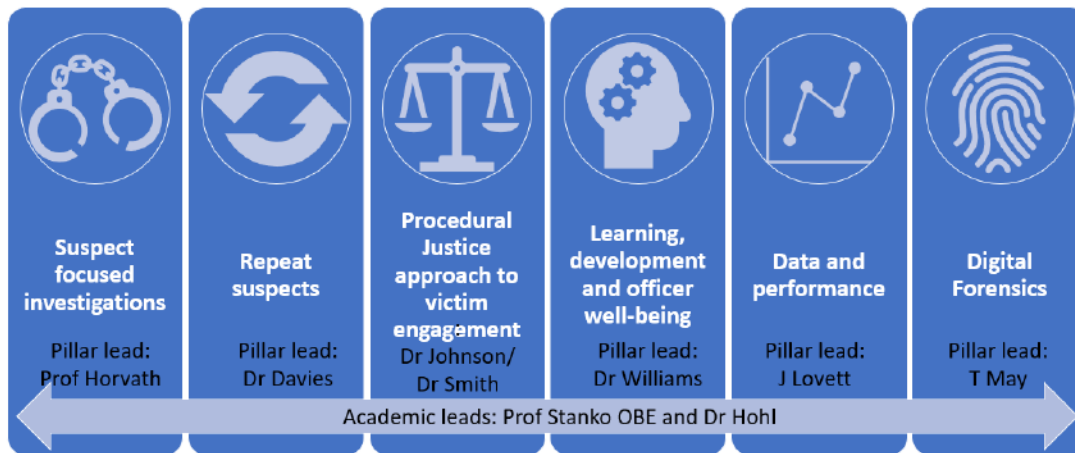 Suspect
focused
investigations
Pillar lead:
Prof Horvath
Repeat
suspects
Pillar lead:
Dr Davies
Procedural
Justice
approach to
victim
engagement
:
Dr Johnson/
Dr Smith
Learning,
development
and officer
well-being
Pillar lead:
Dr Williams
Data and
performance
Pillar lead:
J Lovett
Digital
Forensics
Pillar lead:
T May
Academic leads: Prof Stanko OBE and Dr Hohl